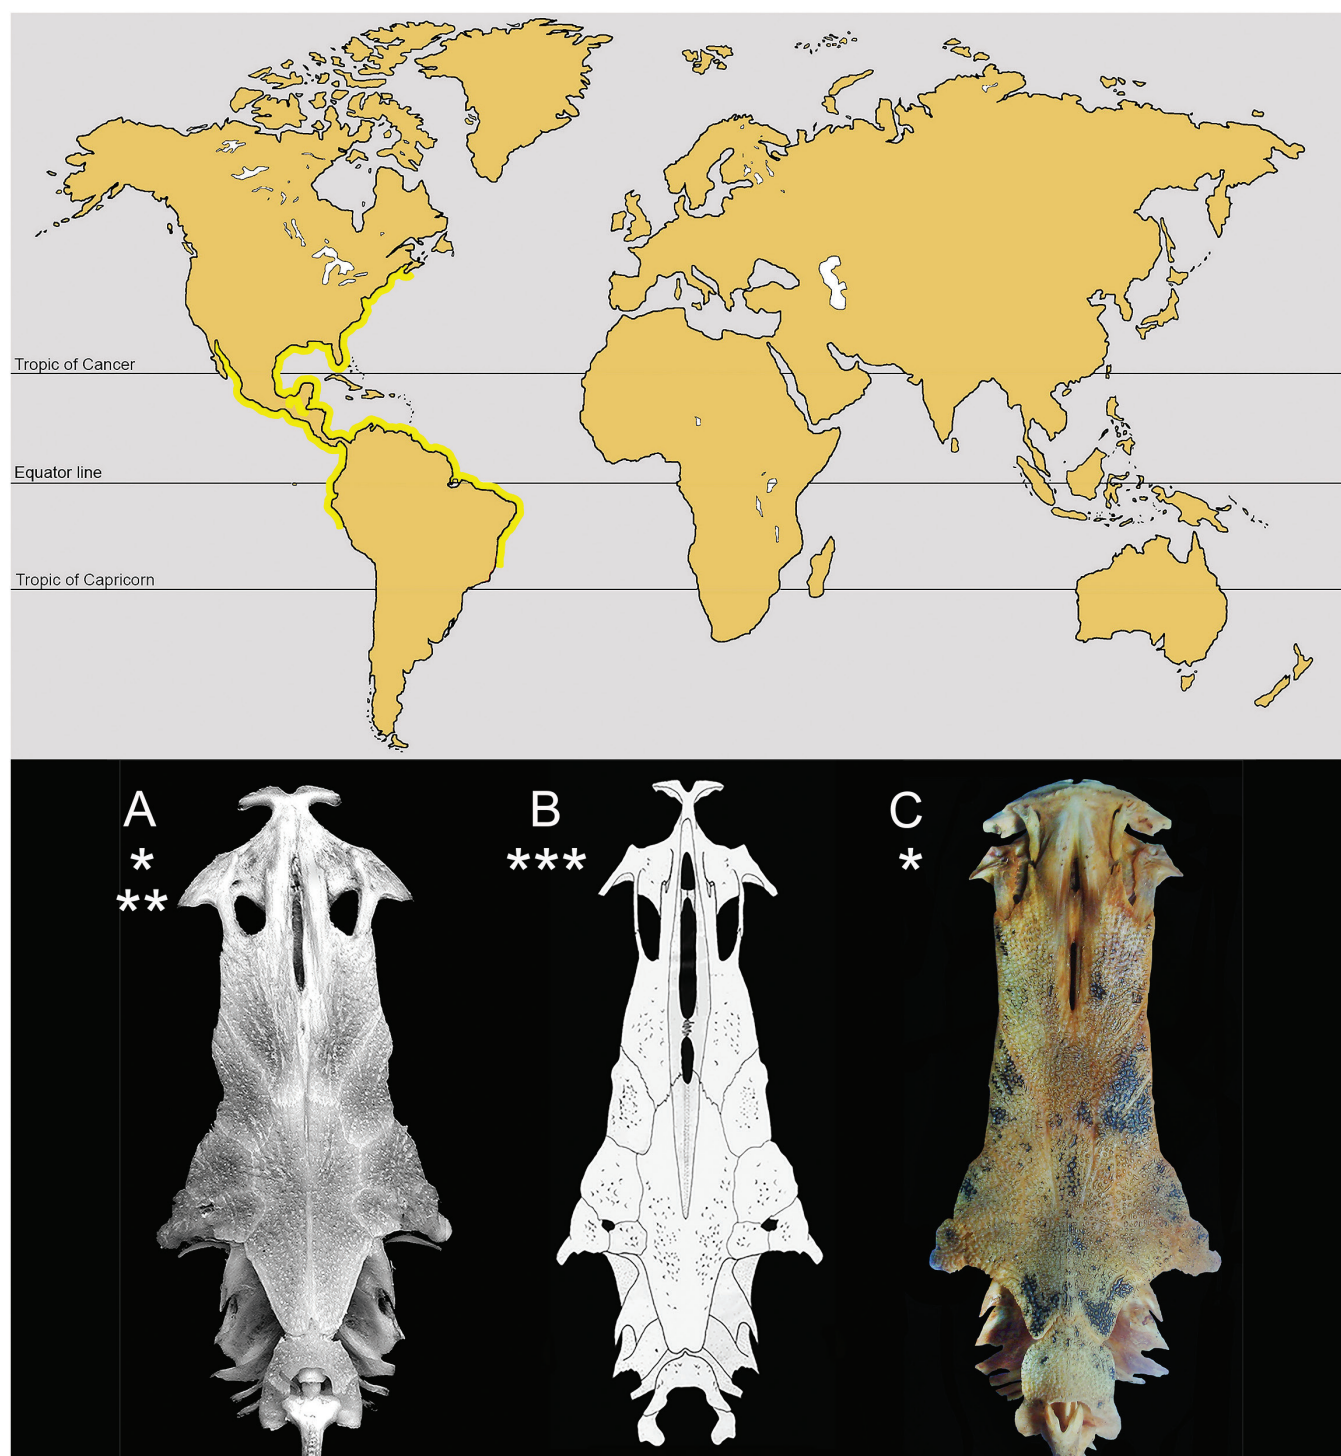 Tropic of Cancer
Equator line
Tropic of Capricorn
A
*
**
B
***
C
*